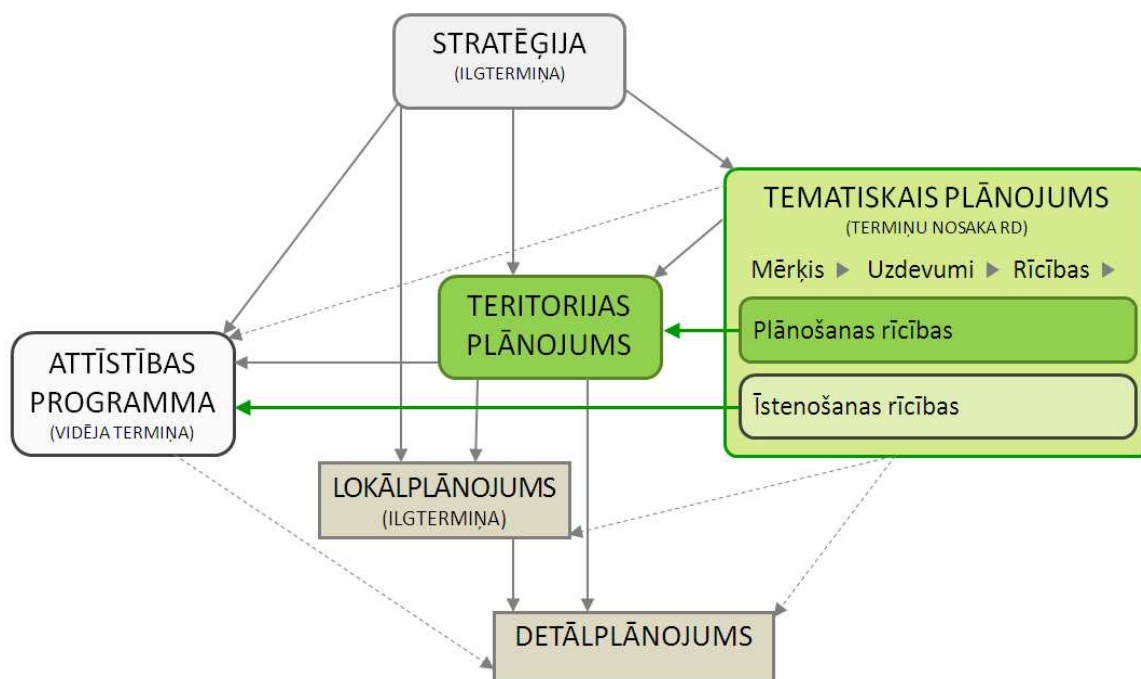 STRATĒĢIJA
(ILGTERMIŅA)
TEMATISKAIS PLĀNOJUMS
(TERMIŅU NOSAKA RD)
Mērķis Uzdevumi Rīcības
Plānošanas rīcības
Īstenošanas rīcības
TERITORIJAS
PLĀNOJUMS
ATTĪSTĪBAS
PROGRAMMA
(VIDĒJA TERMIŅA)
LOKĀLPLĀNOJUMS
(ILGTERMIŅA)
DETĀLPLĀNOJUMS